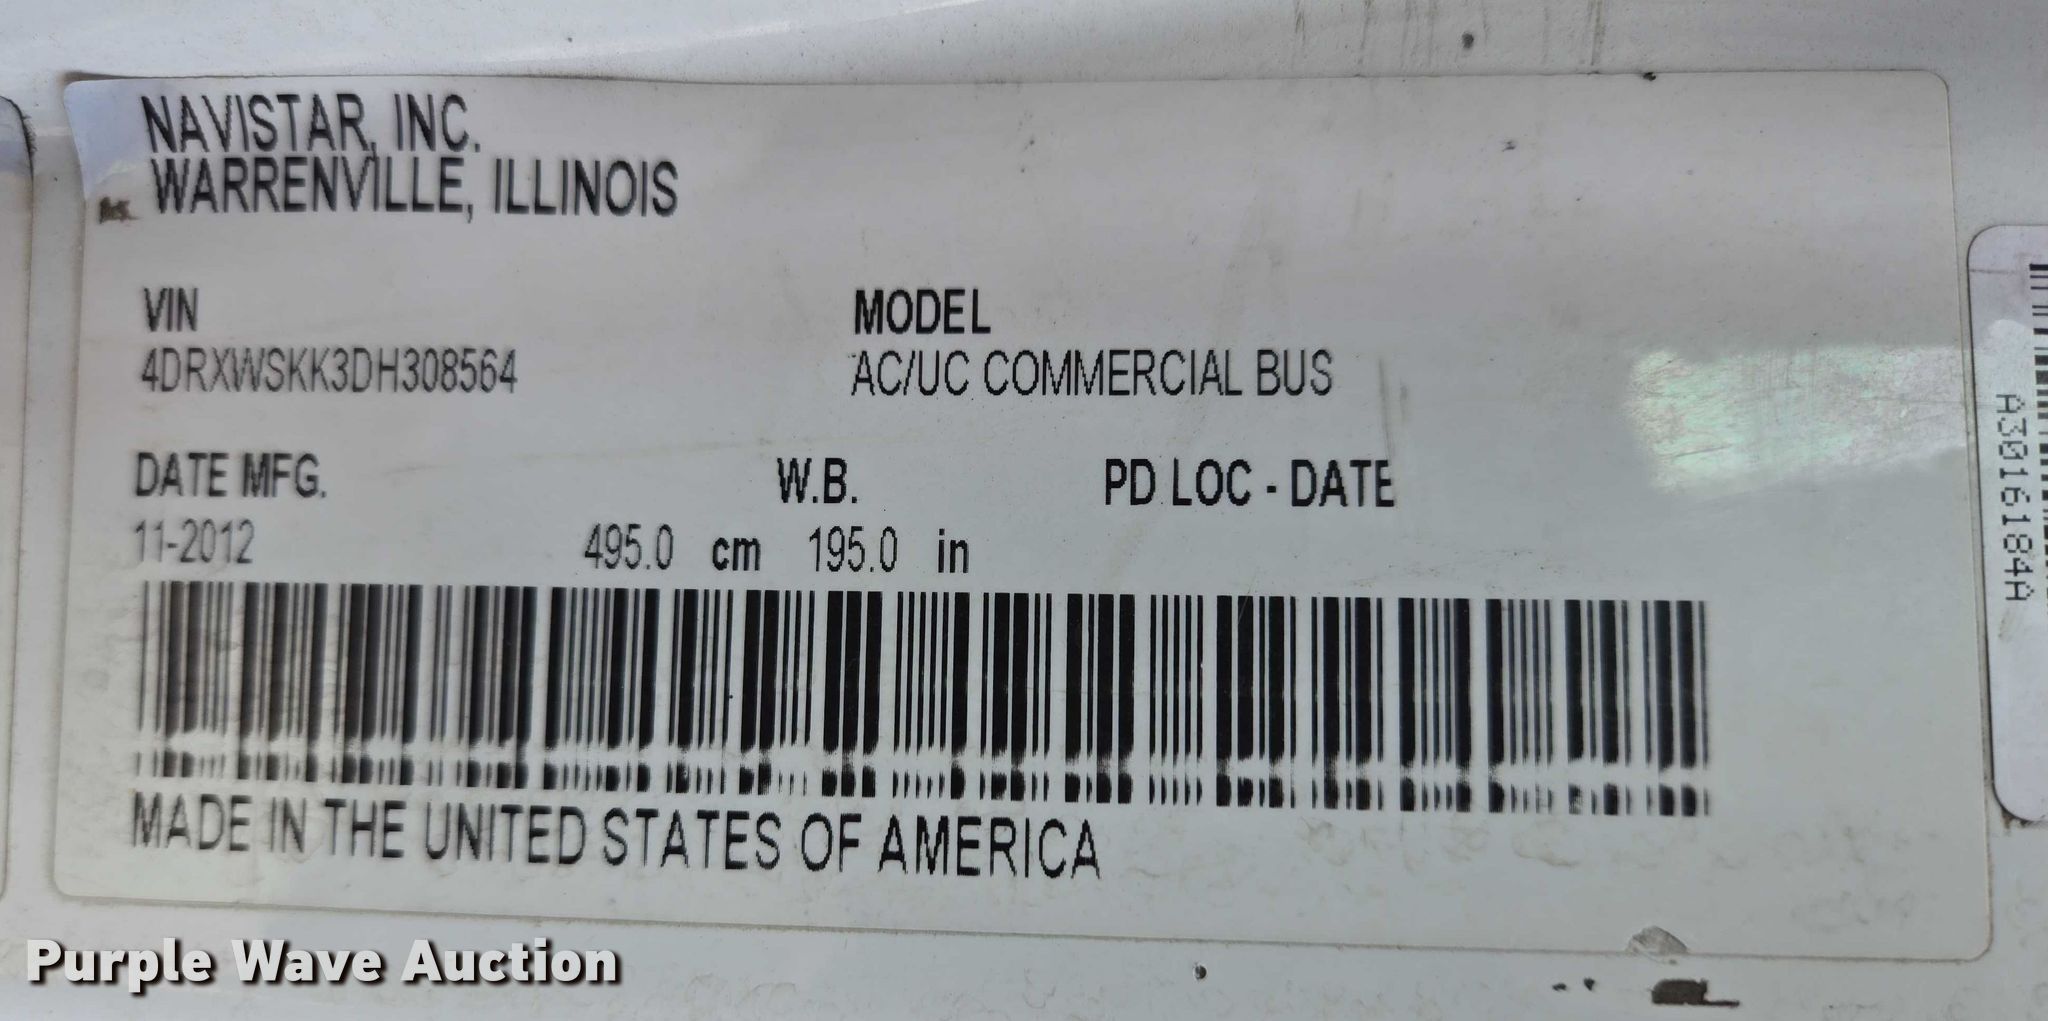 NAVISTAR, INC.
WARRENVILLE, ILLINOIS
VIN
4DRXWSKK3DH308564
MODEL
AC/UC COMMERCIAL BUS
DATE MFG.
11-2012
W.B.
495.0 cm 195.0 in
PD LOC - DATE
MADE IN THE UNITED STATES OF AMERICA
A3016184A
Purple Wave Auction